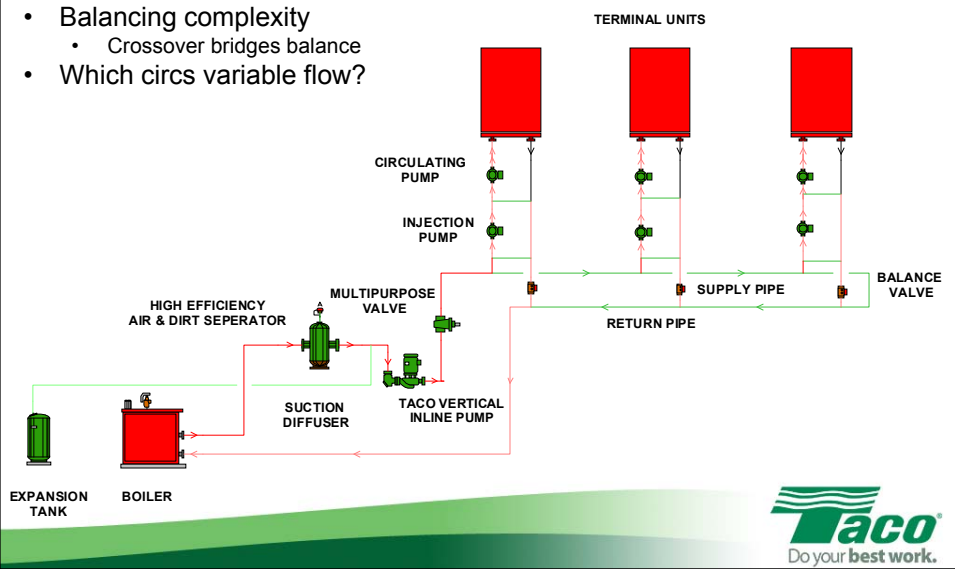 • Balancing complexity
• Crossover bridges balance
• Which circs variable flow?
TERMINAL UNITS
CIRCULATING
PUMP
INJECTION
PUMP
BALANCE
VALVE
SUPPLY PIPE
RETURN PIPE
MULTIPURPOSE
VALVE
HIGH EFFICIENCY
AIR & DIRT SEPERATOR
SUCTION
DIFFUSER
TACO VERTICAL
INLINE PUMP
EXPANSION
TANK
BOILER
Taco®
Do your best work.